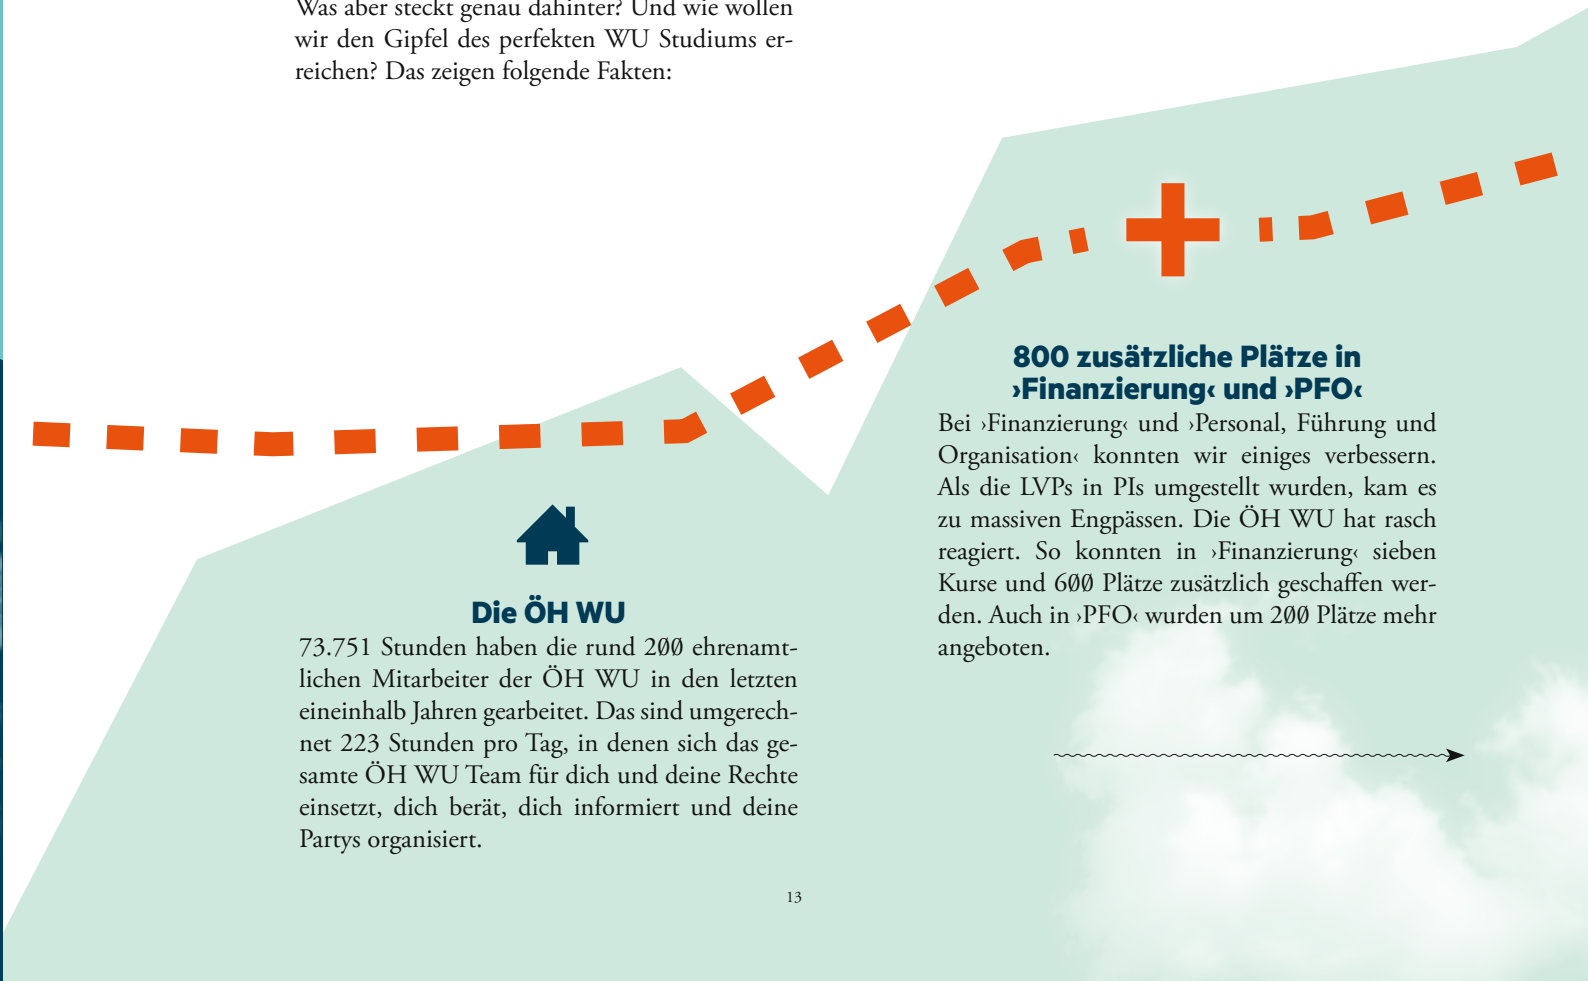 Was aber steckt genau dahinter? Und wie wollen
wir den Gipfel des perfekten WU Studiums er-
reichen? Das zeigen folgende Fakten:
Die ÖH WU
73.751 Stunden haben die rund 200 ehrenamt-
lichen Mitarbeiter der ÖH WU in den letzten
eineinhalb Jahren gearbeitet. Das sind umgerech-
net 223 Stunden pro Tag, in denen sich das ge-
samte ÖH WU Team für dich und deine Rechte
einsetzt, dich berät, dich informiert und deine
Partys organisiert.
800 zusätzliche Plätze in
›Finanzierung‹ und ›PFO‹
Bei ›Finanzierung‹ und ›Personal, Führung und
Organisation‹ konnten wir einiges verbessern.
Als die LVPs in PIs umgestellt wurden, kam es
zu massiven Engpässen. Die ÖH WU hat rasch
reagiert. So konnten in ›Finanzierung‹ sieben
Kurse und 600 Plätze zusätzlich geschaffen wer-
den. Auch in ›PFO‹ wurden um 200 Plätze mehr
angeboten.
13